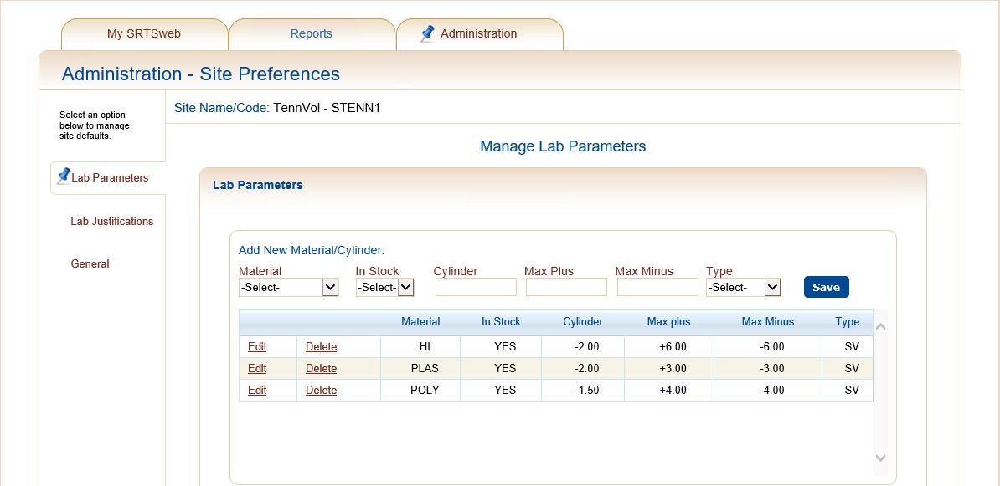 My SRTSweb Reports Administration
Administration - Site Preferences
Select an option
below to manage
site defaults.
Lab Parameters
Lab Justifications
General
Site Name/Code: TennVol - STENN1
Manage Lab Parameters
Lab Parameters
Add New Material/Cylinder:
Material In Stock Cylinder Max Plus Max Minus Type
-Select- -Select- -Select- Save
Material In Stock Cylinder Max plus Max Minus Type
Edit Delete HI YES -2.00 +6.00 -6.00 SV
Edit Delete PLAS YES -2.00 +3.00 -3.00 SV
Edit Delete POLY YES -1.50 +4.00 -4.00 SV